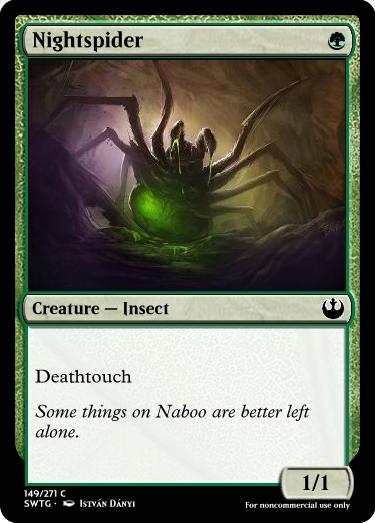 Nightspider
Creature — Insect
Deathtouch
Some things on Naboo are better left
alone.
1/1
149/271 C
SWTG · István Dányi
For noncommercial use only